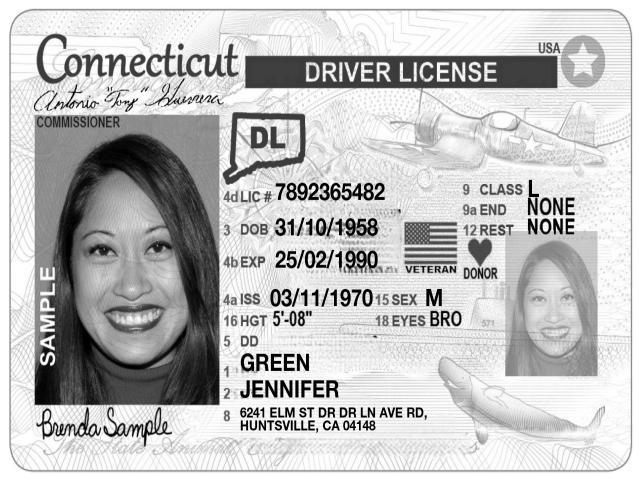 Connecticut
USA
DRIVER LICENSE
Antonio "Tony" Guerrera
COMMISSIONER
DL
4d LIC # 7892365482
9 CLASS L
9a END NONE
3 DOB 31/10/1958
12 REST NONE
4b EXP 25/02/1990
VETERAN
DONOR
4a ISS 03/11/1970 15 SEX M
16 HGT 5'-08"
18 EYES BRO
571
5 DD
1 GREEN
2 JENNIFER
8 6241 ELM ST DR DR LN AVE RD,
HUNTSVILLE, CA 04148
SAMPLE
Brenda Sample
The State Animal